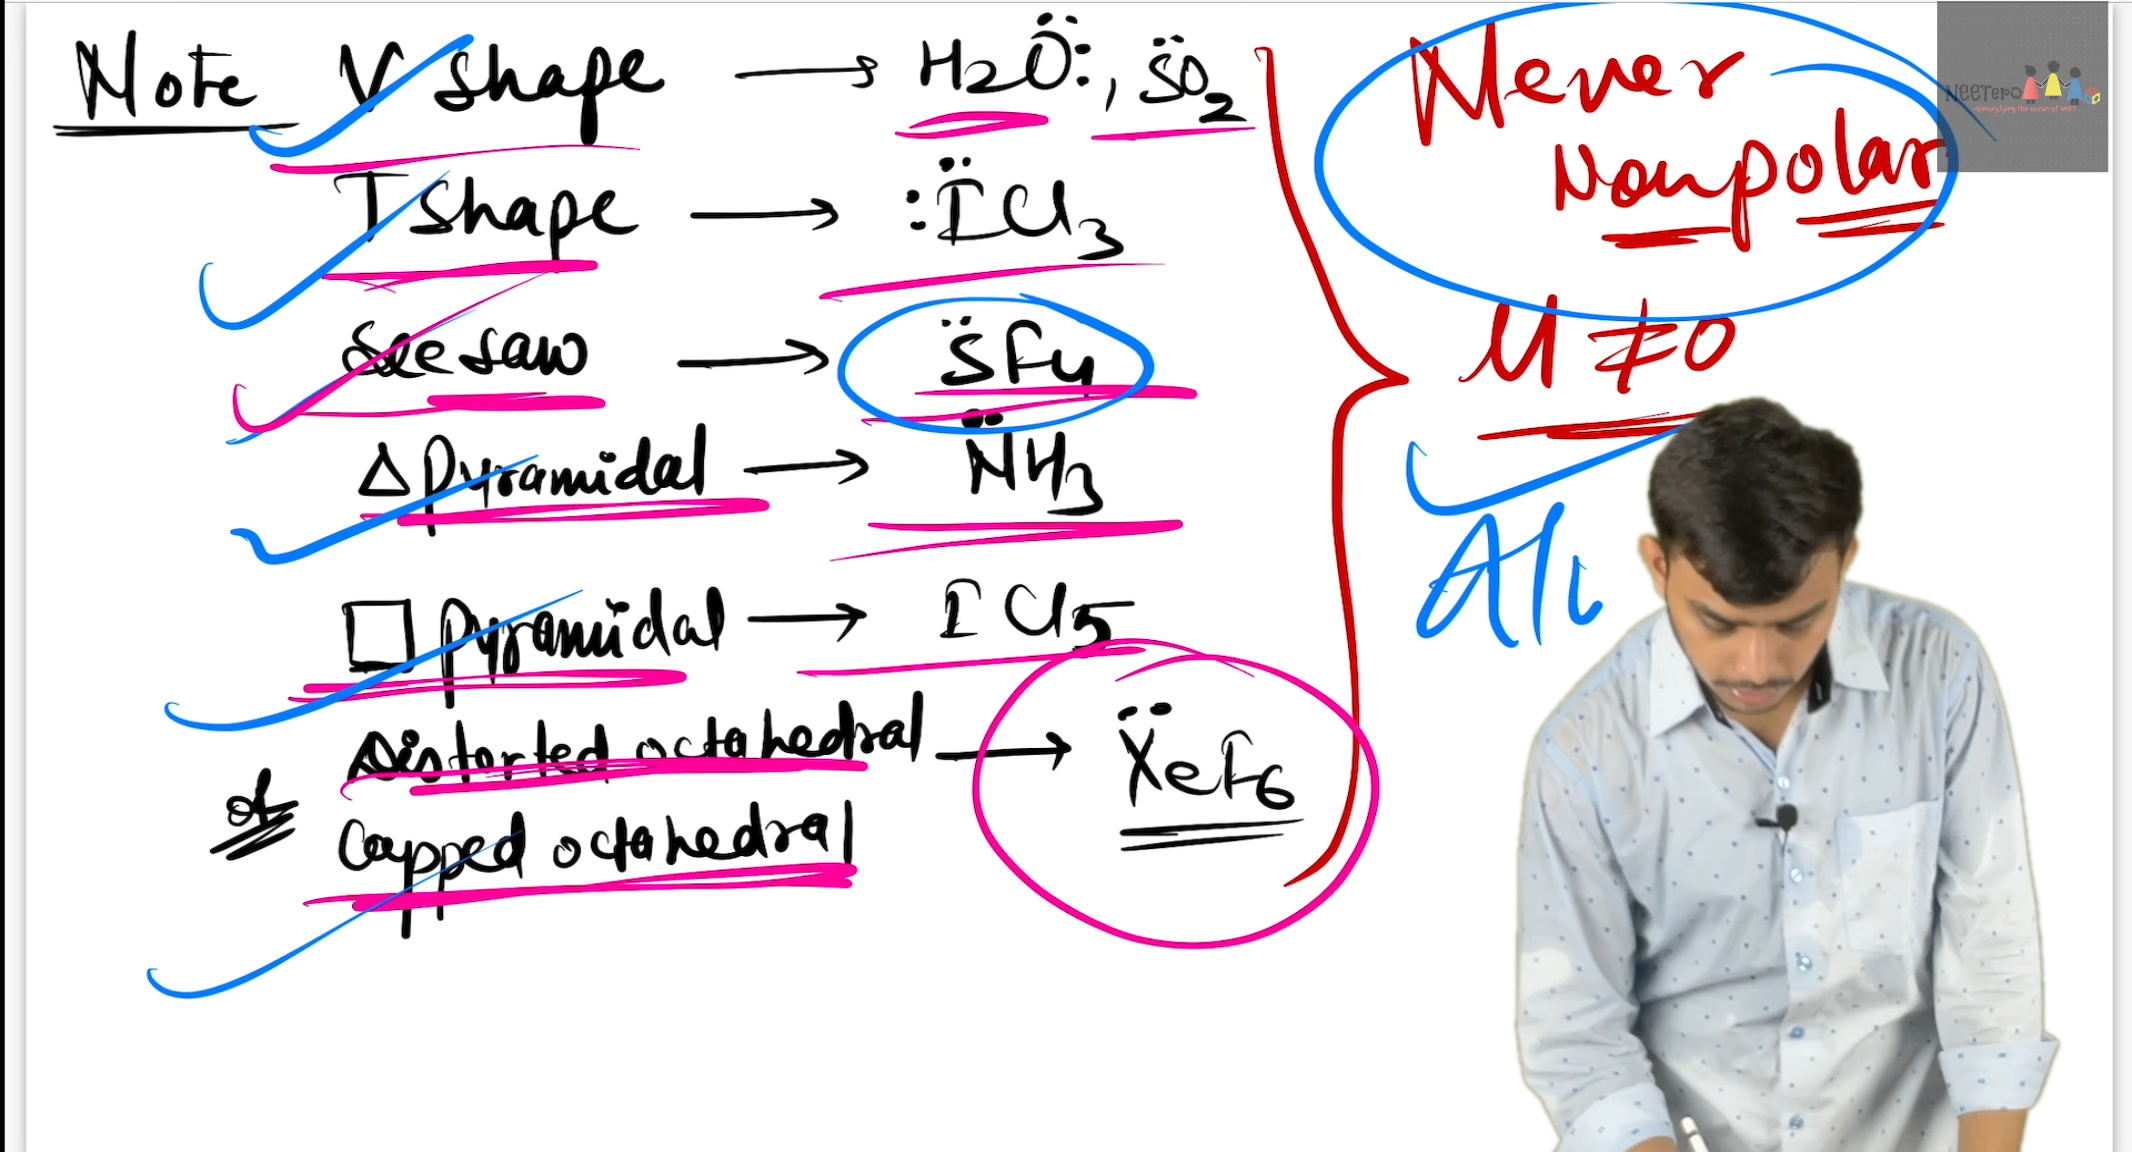 Note V shape → H2Ö:, S̈O2
T shape → :ÏCl3
See saw → S̈F4
△ pyramidal → N̈H3
□ pyramidal → ICl5
Distorted octahedral → ẌeF6
or
Capped octahedral
Never
Nonpolar
μ ≠ 0
NEETepo